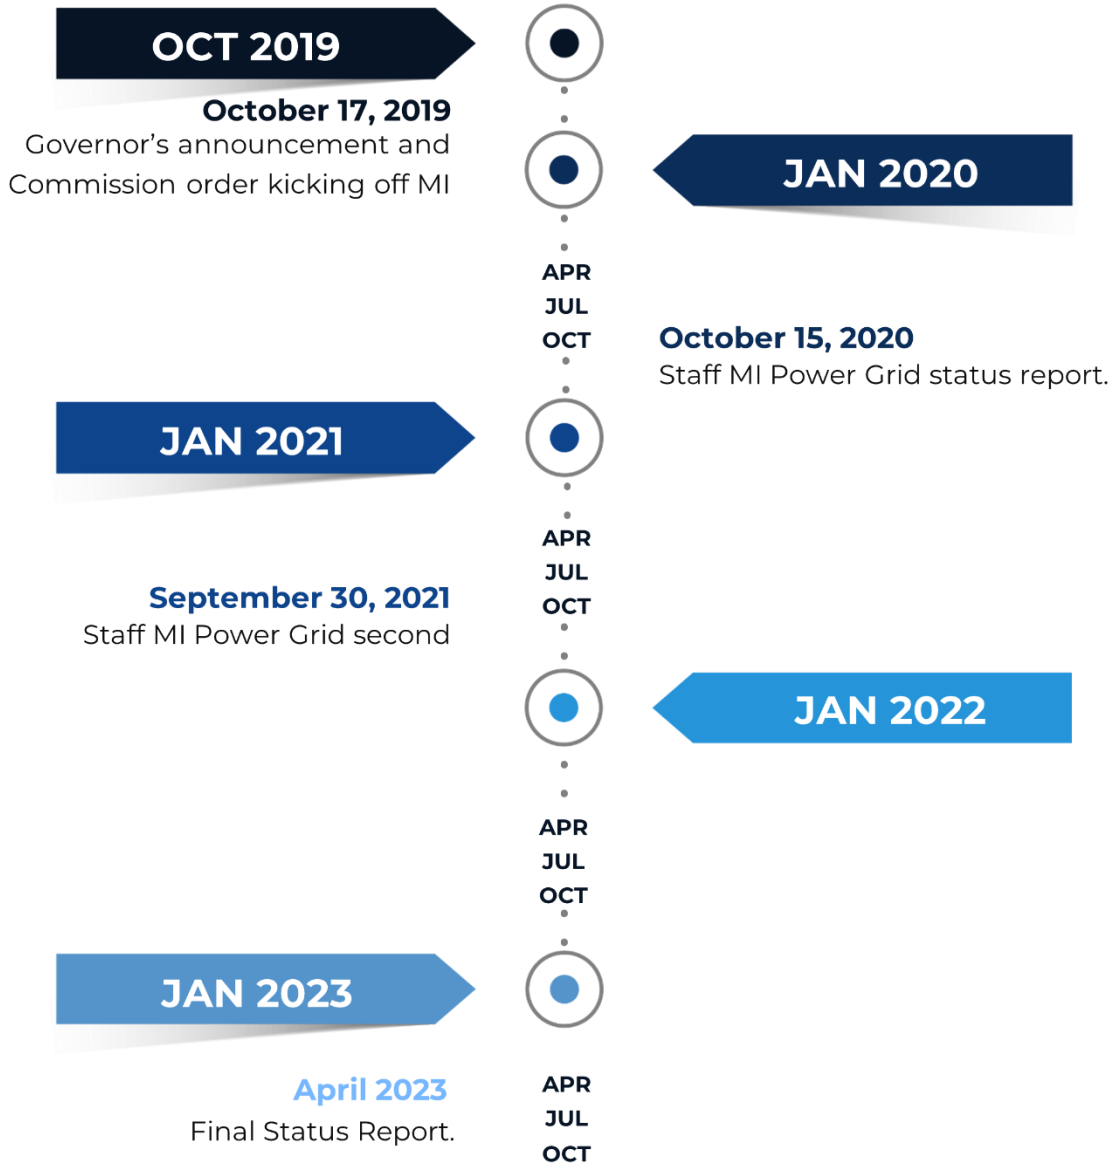 OCT 2019
October 17, 2019
Governor's announcement and
Commission order kicking off MI
JAN 2020
APR
JUL
OCT
October 15, 2020
Staff MI Power Grid status report.
JAN 2021
APR
JUL
OCT
September 30, 2021
Staff MI Power Grid second
JAN 2022
APR
JUL
OCT
JAN 2023
April 2023
Final Status Report.
APR
JUL
OCT